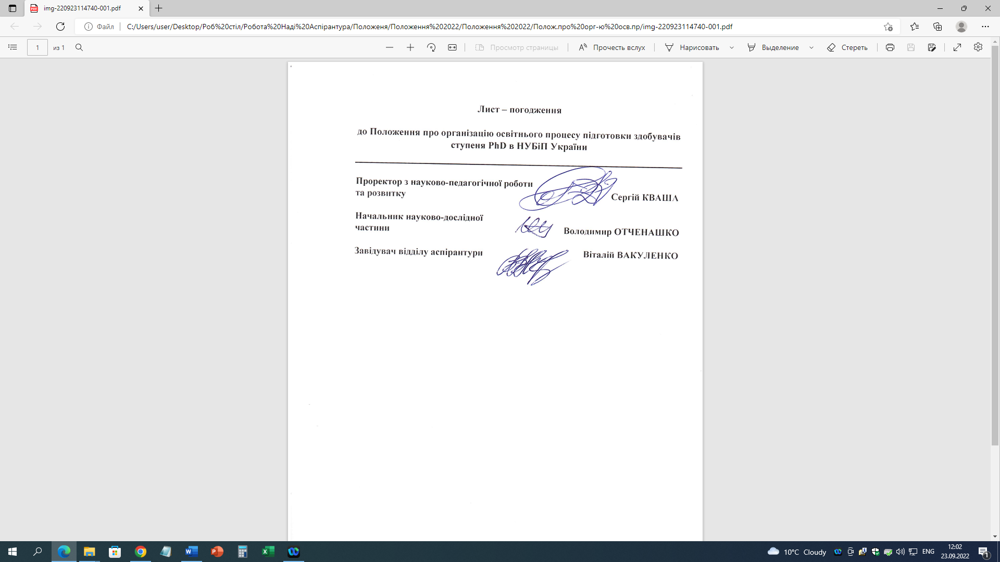 img-220923114740-001.pdf
Файл
C:/Users/user/Desktop/Роб%20стіл/Робота%20Наді%20Аспірантура/Положеня/Положення%202022/Положення%202022/Полож.про%20орг-ю%20осв.пр/img-220923114740-001.pdf
1 из 1
Просмотр страницы
Прочесть вслух
Нарисовать
Выделение
Стереть
Лист – погодження
до Положення про організацію освітнього процесу підготовки здобувачів
ступеня PhD в НУБіП України
Проректор з науково-педагогічної роботи
та розвитку
Сергій КВАША
Начальник науково-дослідної
частини
Володимир ОТЧЕНАШКО
Завідувач відділу аспірантури
Віталій ВАКУЛЕНКО
10°C Cloudy
ENG
12:02
23.09.2022
1